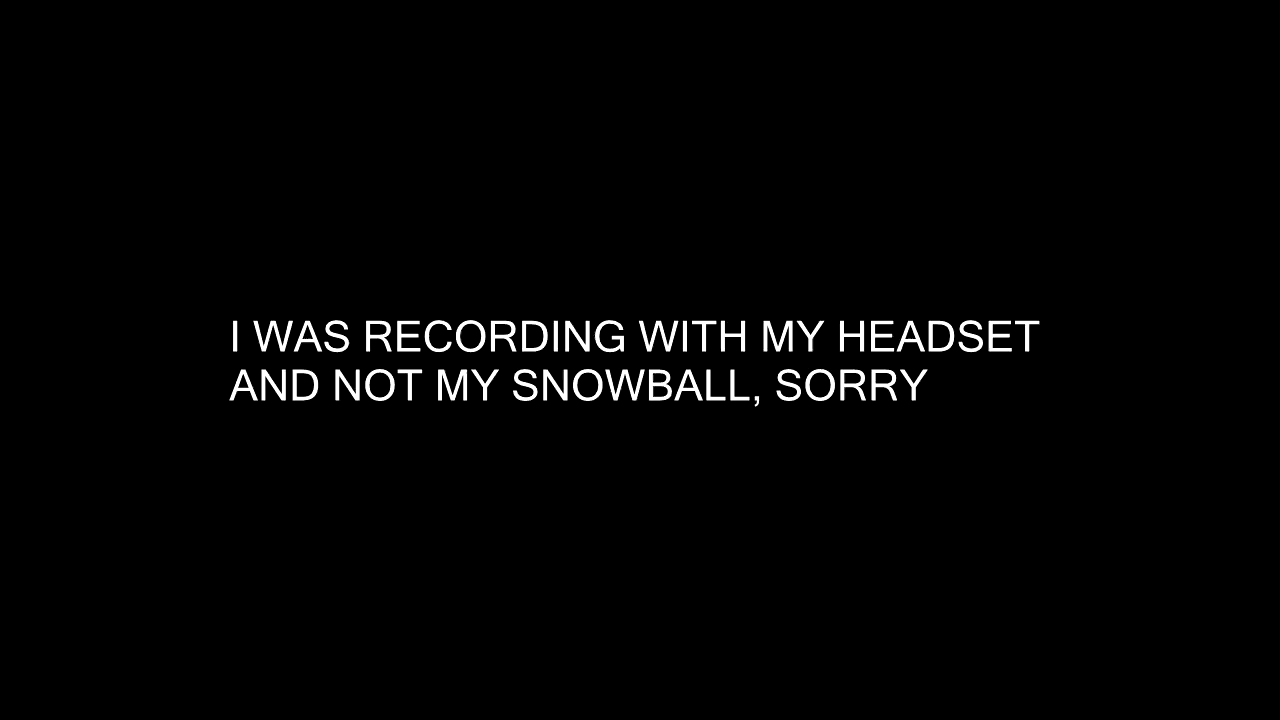 I WAS RECORDING WITH MY HEADSET
AND NOT MY SNOWBALL, SORRY